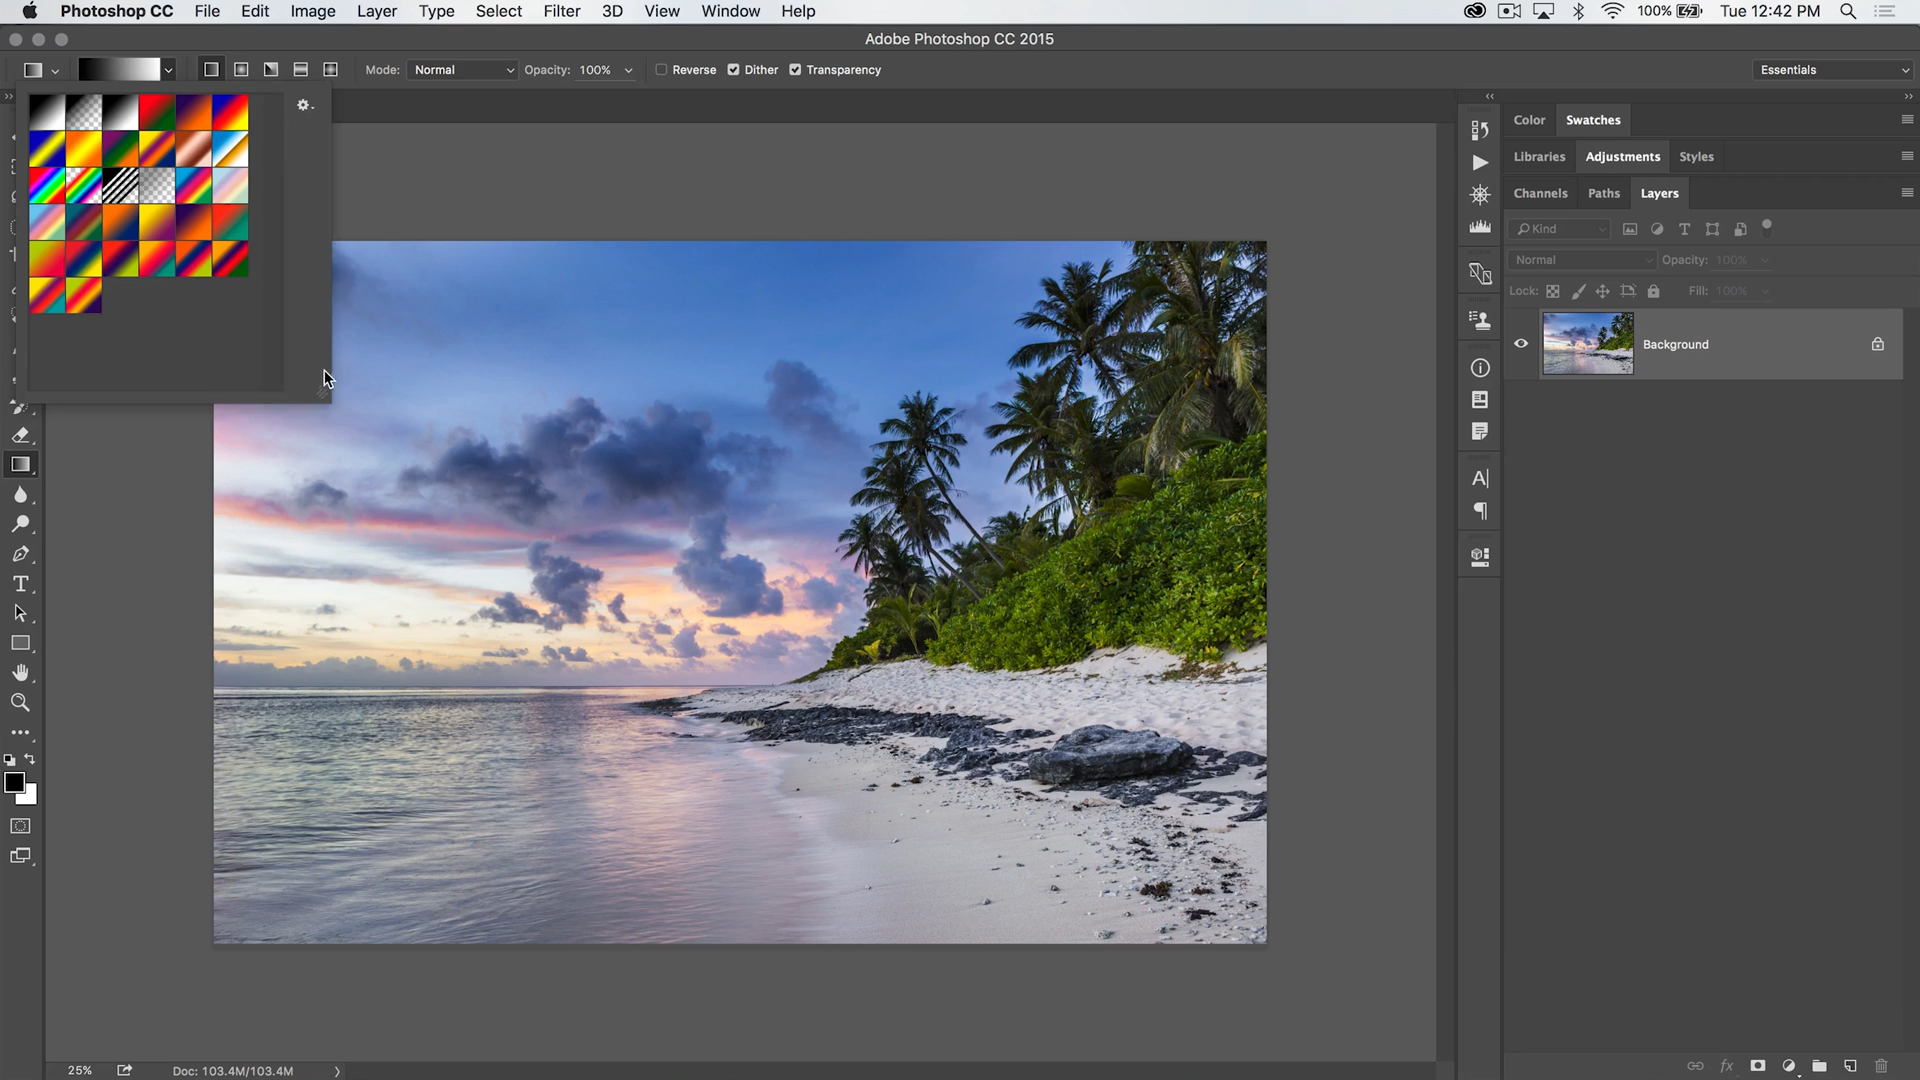 Photoshop CC File Edit Image Layer Type Select Filter 3D View Window Help 100% Tue 12:42 PM
Adobe Photoshop CC 2015
Mode: Normal Opacity: 100% Reverse Dither Transparency Essentials
Color Swatches
Libraries Adjustments Styles
Channels Paths Layers
Kind
Normal Opacity: 100%
Lock: Fill: 100%
Background
25% Doc: 103.4M/103.4M